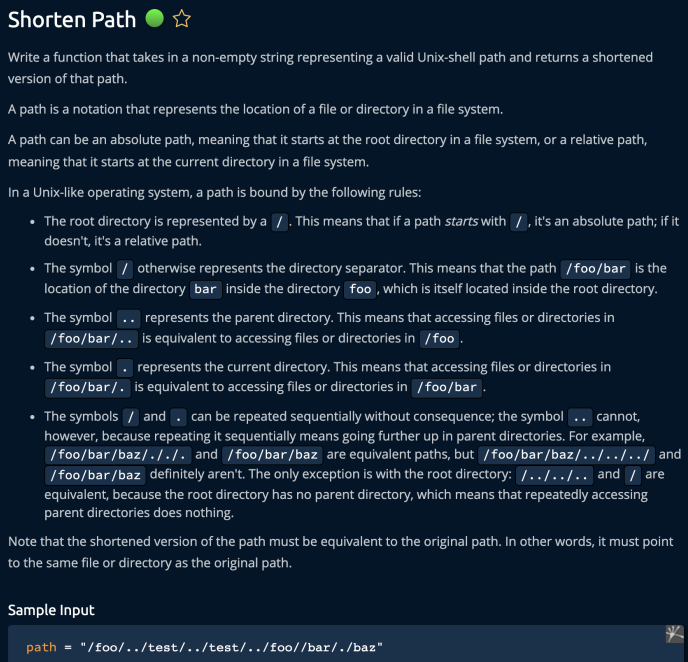 Shorten Path
Write a function that takes in a non-empty string representing a valid Unix-shell path and returns a shortened
version of that path.
A path is a notation that represents the location of a file or directory in a file system.
A path can be an absolute path, meaning that it starts at the root directory in a file system, or a relative path,
meaning that it starts at the current directory in a file system.
In a Unix-like operating system, a path is bound by the following rules:
• The root directory is represented by a / . This means that if a path starts with / , it's an absolute path; if it
doesn't, it's a relative path.
• The symbol / otherwise represents the directory separator. This means that the path /foo/bar is the
location of the directory bar inside the directory foo , which is itself located inside the root directory.
• The symbol .. represents the parent directory. This means that accessing files or directories in
/foo/bar/.. is equivalent to accessing files or directories in /foo .
• The symbol . represents the current directory. This means that accessing files or directories in
/foo/bar/. is equivalent to accessing files or directories in /foo/bar .
• The symbols / and . can be repeated sequentially without consequence; the symbol .. cannot,
however, because repeating it sequentially means going further up in parent directories. For example,
/foo/bar/baz/././. and /foo/bar/baz are equivalent paths, but /foo/bar/baz/../../../ and
/foo/bar/baz definitely aren't. The only exception is with the root directory: /../../.. and / are
equivalent, because the root directory has no parent directory, which means that repeatedly accessing
parent directories does nothing.
Note that the shortened version of the path must be equivalent to the original path. In other words, it must point
to the same file or directory as the original path.
Sample Input
path = "/foo/../test/../test/../foo//bar/./baz"